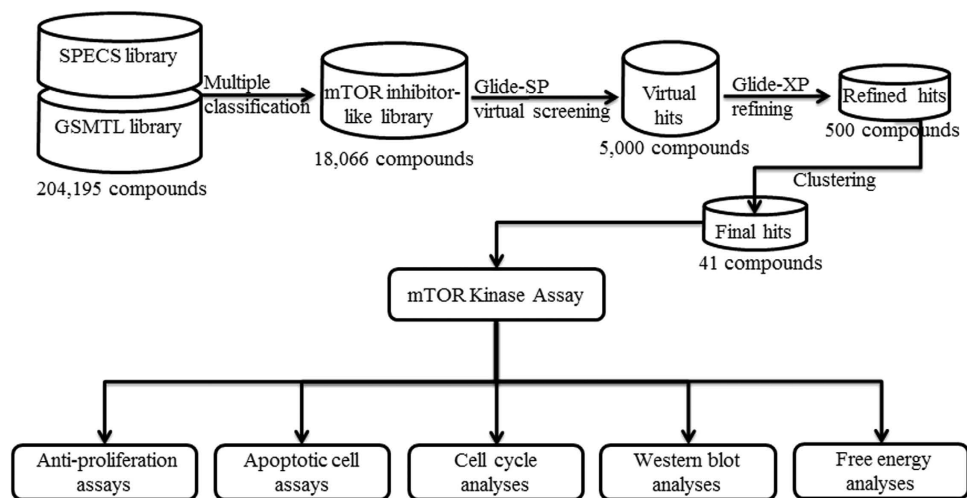 SPECS library
GSMTL library
204,195 compounds
Multiple
classification
mTOR inhibitor-
like library
18,066 compounds
Glide-SP
virtual screening
Virtual
hits
5,000 compounds
Glide-XP
refining
Refined hits
500 compounds
Clustering
Final hits
41 compounds
mTOR Kinase Assay
Anti-proliferation
assays
Apoptotic cell
assays
Cell cycle
analyses
Western blot
analyses
Free energy
analyses